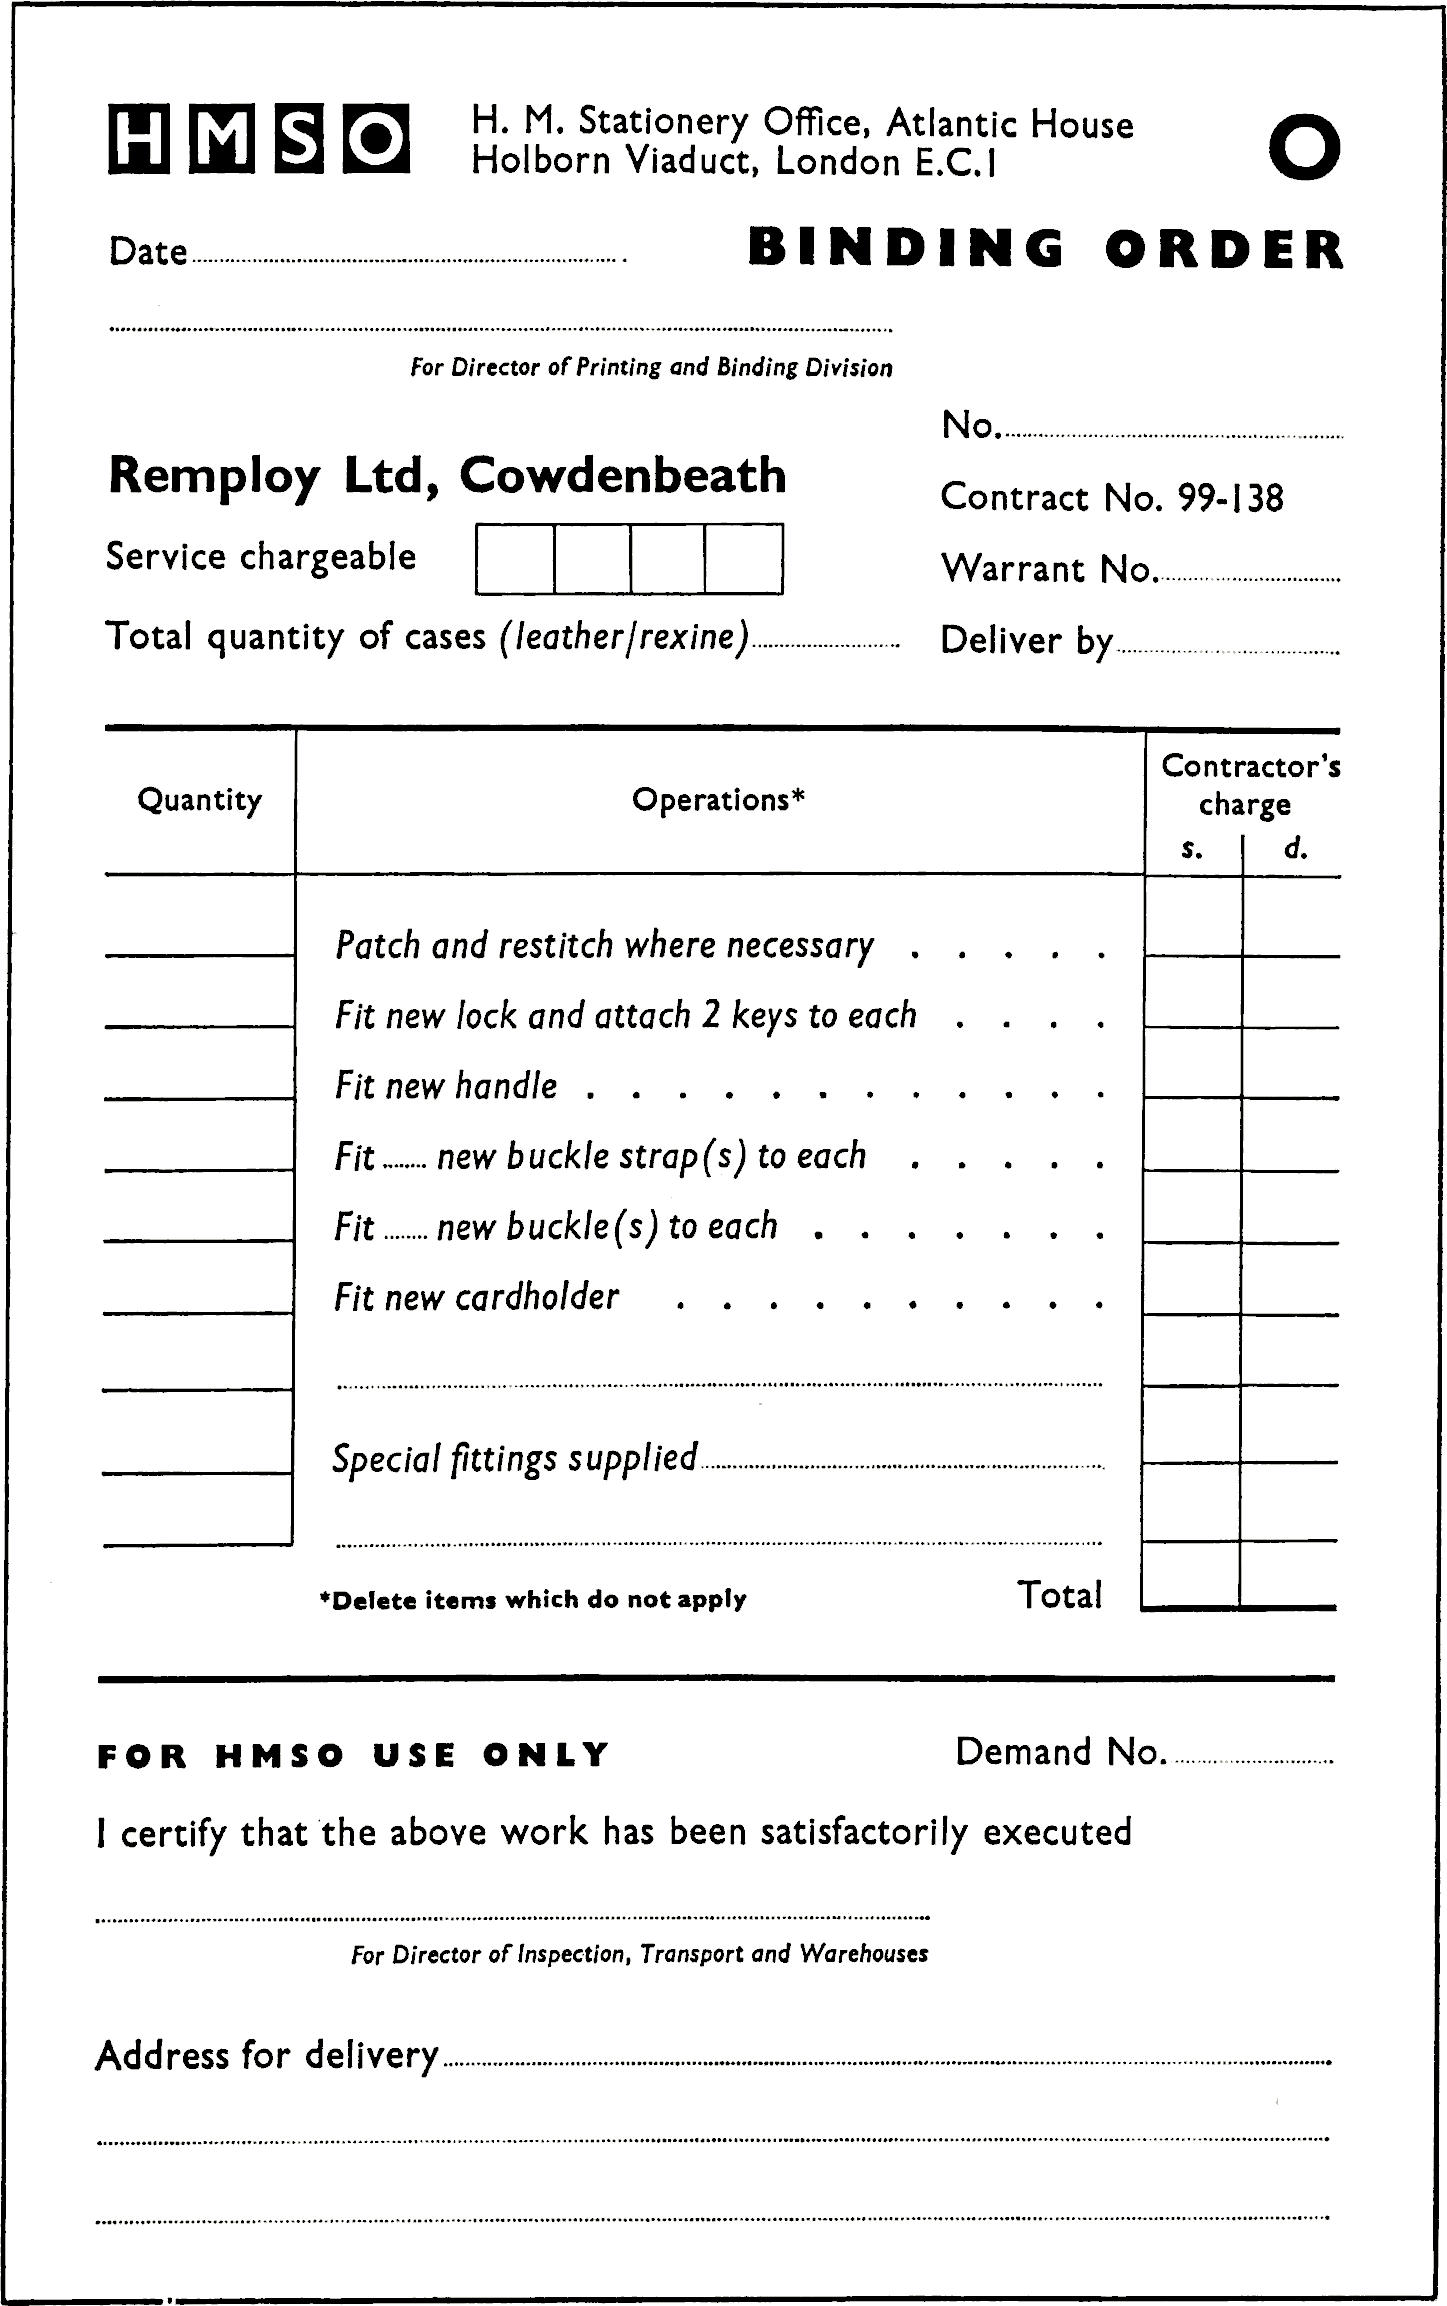 HMSO
H. M. Stationery Office, Atlantic House
Holborn Viaduct, London E.C.1
O
Date
BINDING ORDER
For Director of Printing and Binding Division
No.
Remploy Ltd, Cowdenbeath
Contract No. 99-138
Service chargeable
Warrant No.
Total quantity of cases (leather/rexine)
Deliver by
Quantity
Operations*
Contractor's
charge
s. d.
Patch and restitch where necessary . . . . .
Fit new lock and attach 2 keys to each . . . .
Fit new handle . . . . . . . . . . . .
Fit ........ new buckle strap(s) to each . . . . .
Fit ........ new buckle(s) to each . . . . . . .
Fit new cardholder . . . . . . . . . .
Special fittings supplied
*Delete items which do not apply
Total
FOR HMSO USE ONLY
Demand No.
I certify that the above work has been satisfactorily executed
For Director of Inspection, Transport and Warehouses
Address for delivery